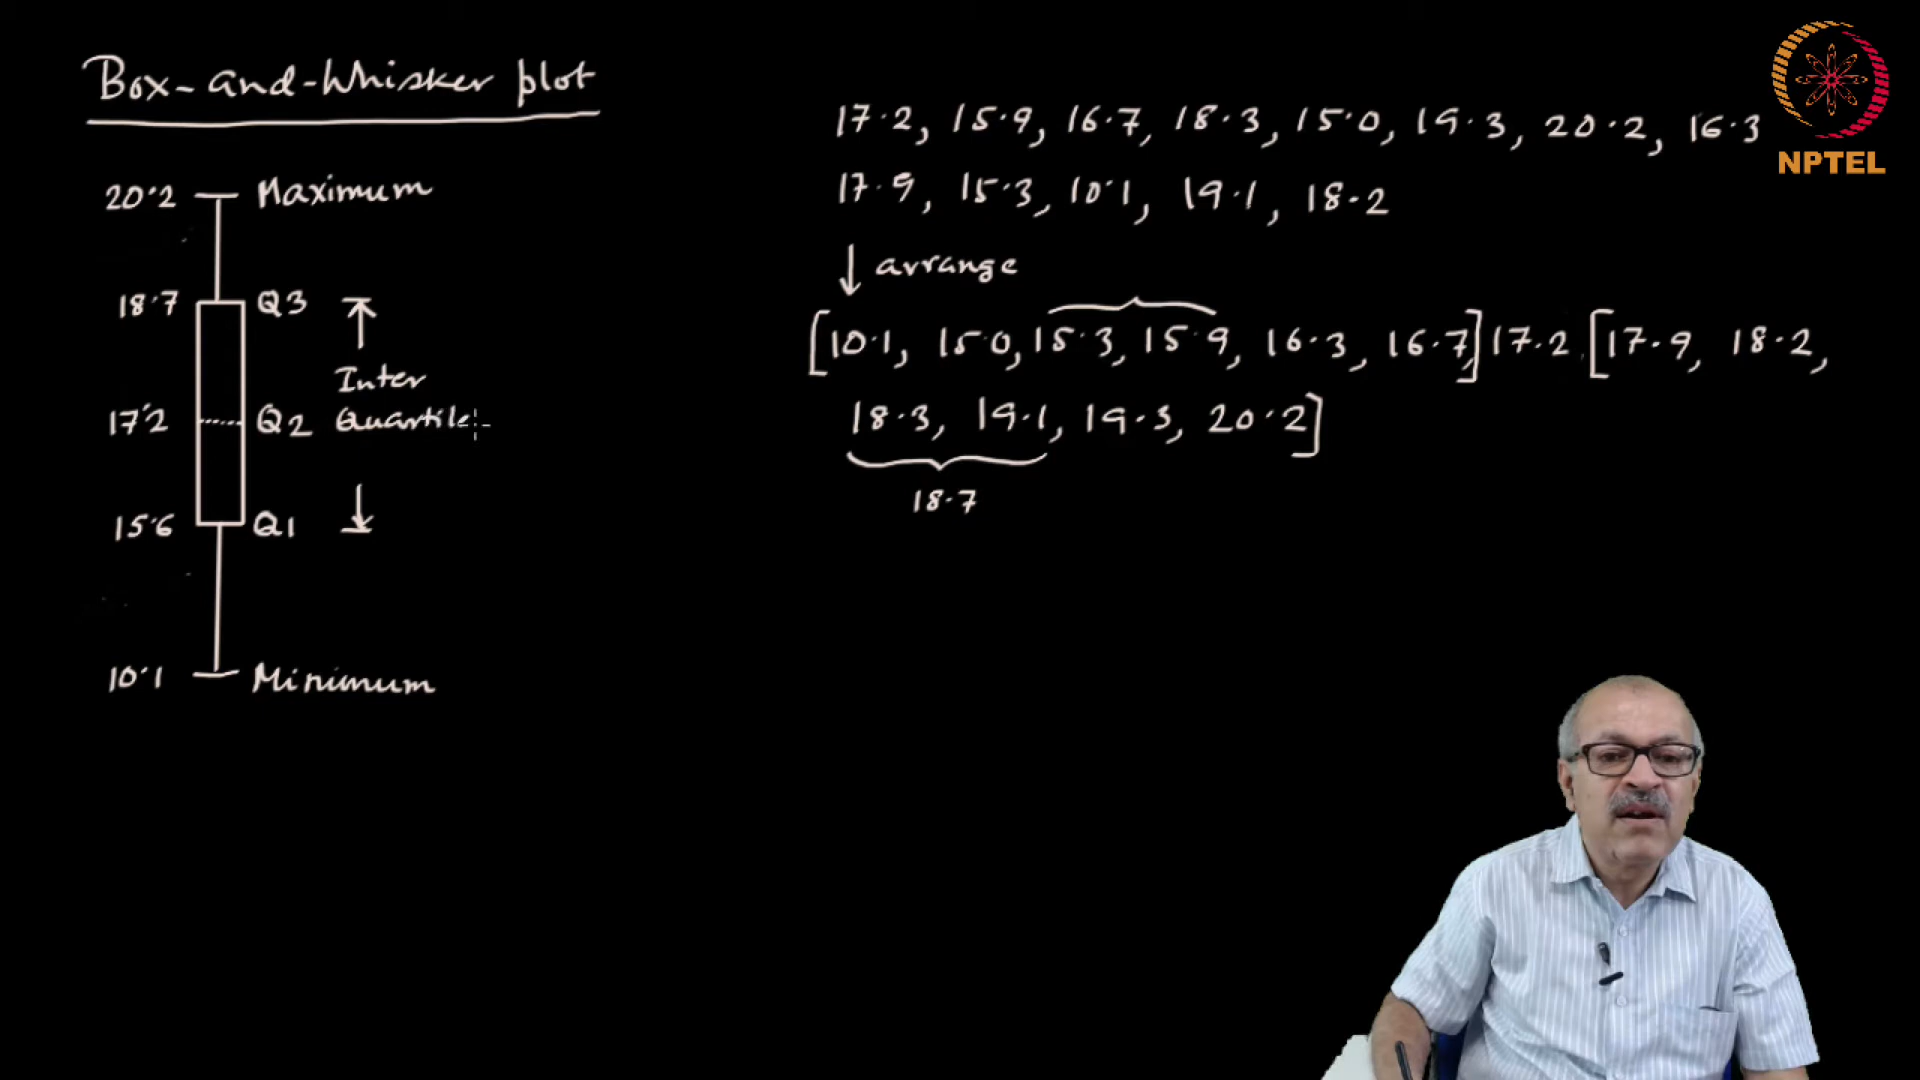 Box-and-Whisker plot
20.2 Maximum
18.7 Q3
Inter
17.2 Q2 Quartile
15.6 Q1
10.1 Minimum
17.2, 15.9, 16.7, 18.3, 15.0, 19.3, 20.2, 16.3
17.9, 15.3, 10.1, 19.1, 18.2
↓ arrange
[10.1, 15.0, 15.3, 15.9, 16.3, 16.7] 17.2 [17.9, 18.2,
18.3, 19.1, 19.3, 20.2]
18.7
NPTEL